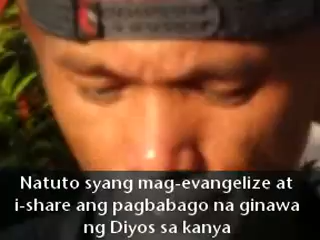 Natuto syang mag-evangelize at
i-share ang pagbabago na ginawa
ng Diyos sa kanya